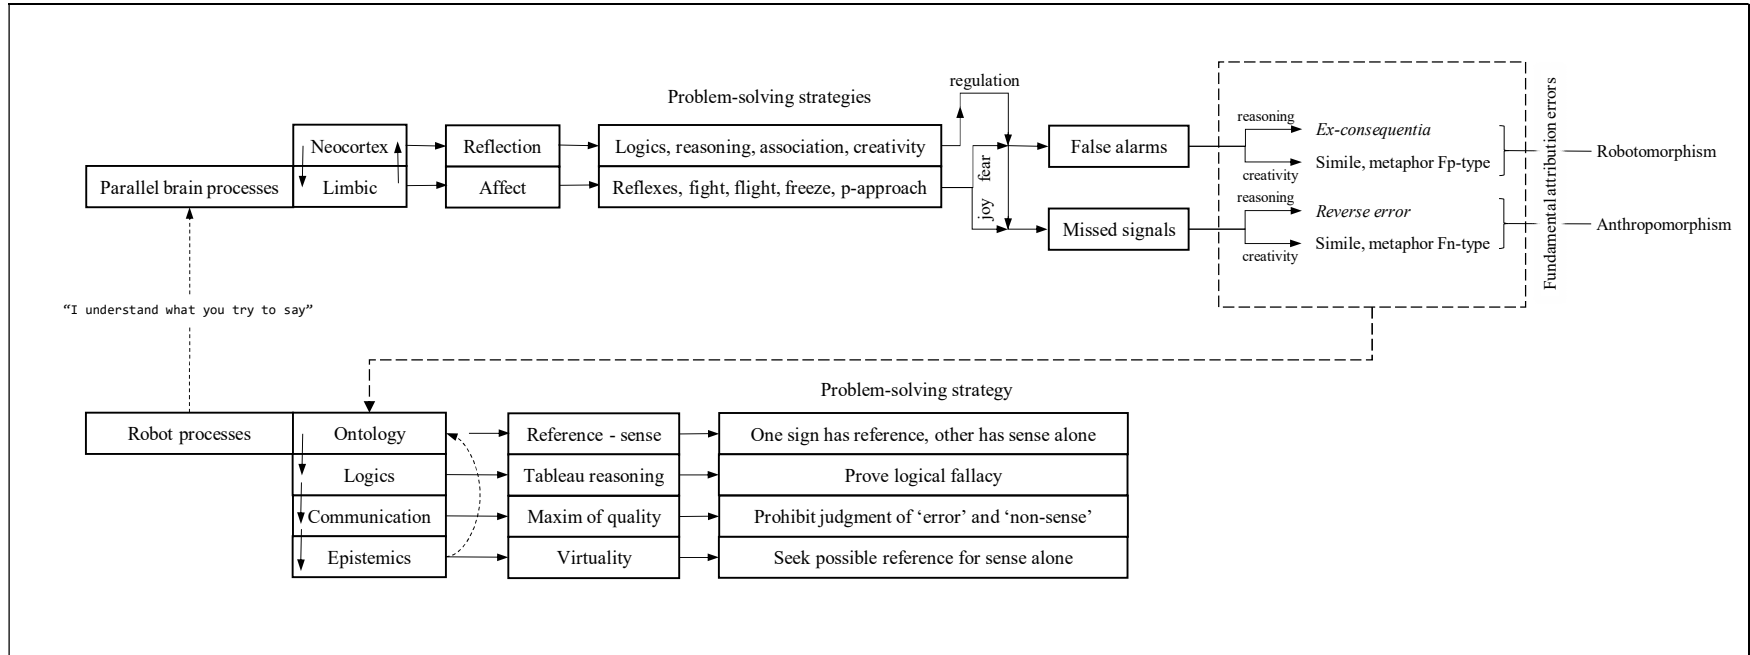 regulation
Problem-solving strategies
Neocortex
Reflection
Logics, reasoning, association, creativity
fear
False alarms
reasoning
Ex-consequentia
Simile, metaphor Fp-type
creativity
Robotomorphism
Parallel brain processes
Limbic
Affect
Reflexes, fight, flight, freeze, p-approach
joy
Missed signals
reasoning
Reverse error
Simile, metaphor Fn-type
creativity
Anthropomorphism
Fundamental attribution errors
“I understand what you try to say”
Problem-solving strategy
Robot processes
Ontology
Reference - sense
One sign has reference, other has sense alone
Logics
Tableau reasoning
Prove logical fallacy
Communication
Maxim of quality
Prohibit judgment of ‘error’ and ‘non-sense’
Epistemics
Virtuality
Seek possible reference for sense alone